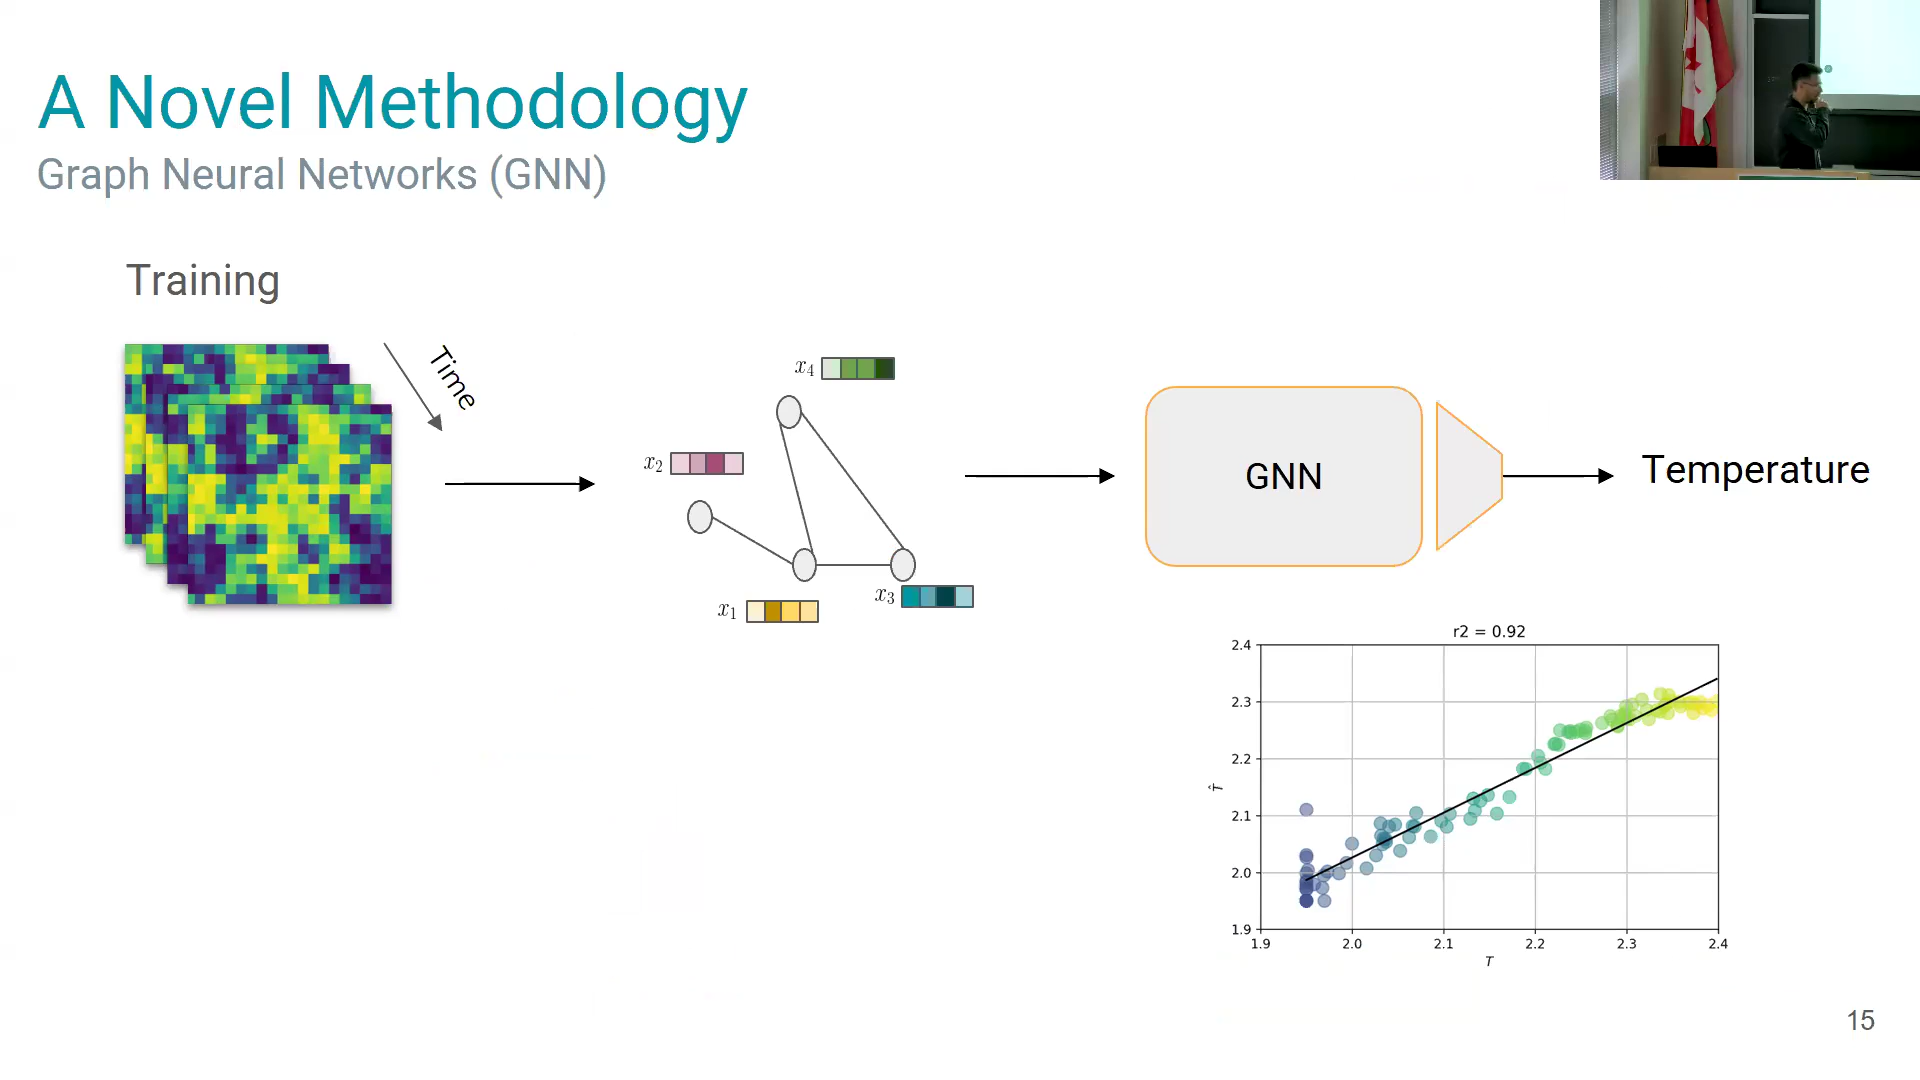 A Novel Methodology
Graph Neural Networks (GNN)
Training
Time
x4
x2
x1
x3
GNN
Temperature
r2 = 0.92
2.4
2.3
2.2
2.1
2.0
1.9
T̂
1.9 2.0 2.1 2.2 2.3 2.4
T
15